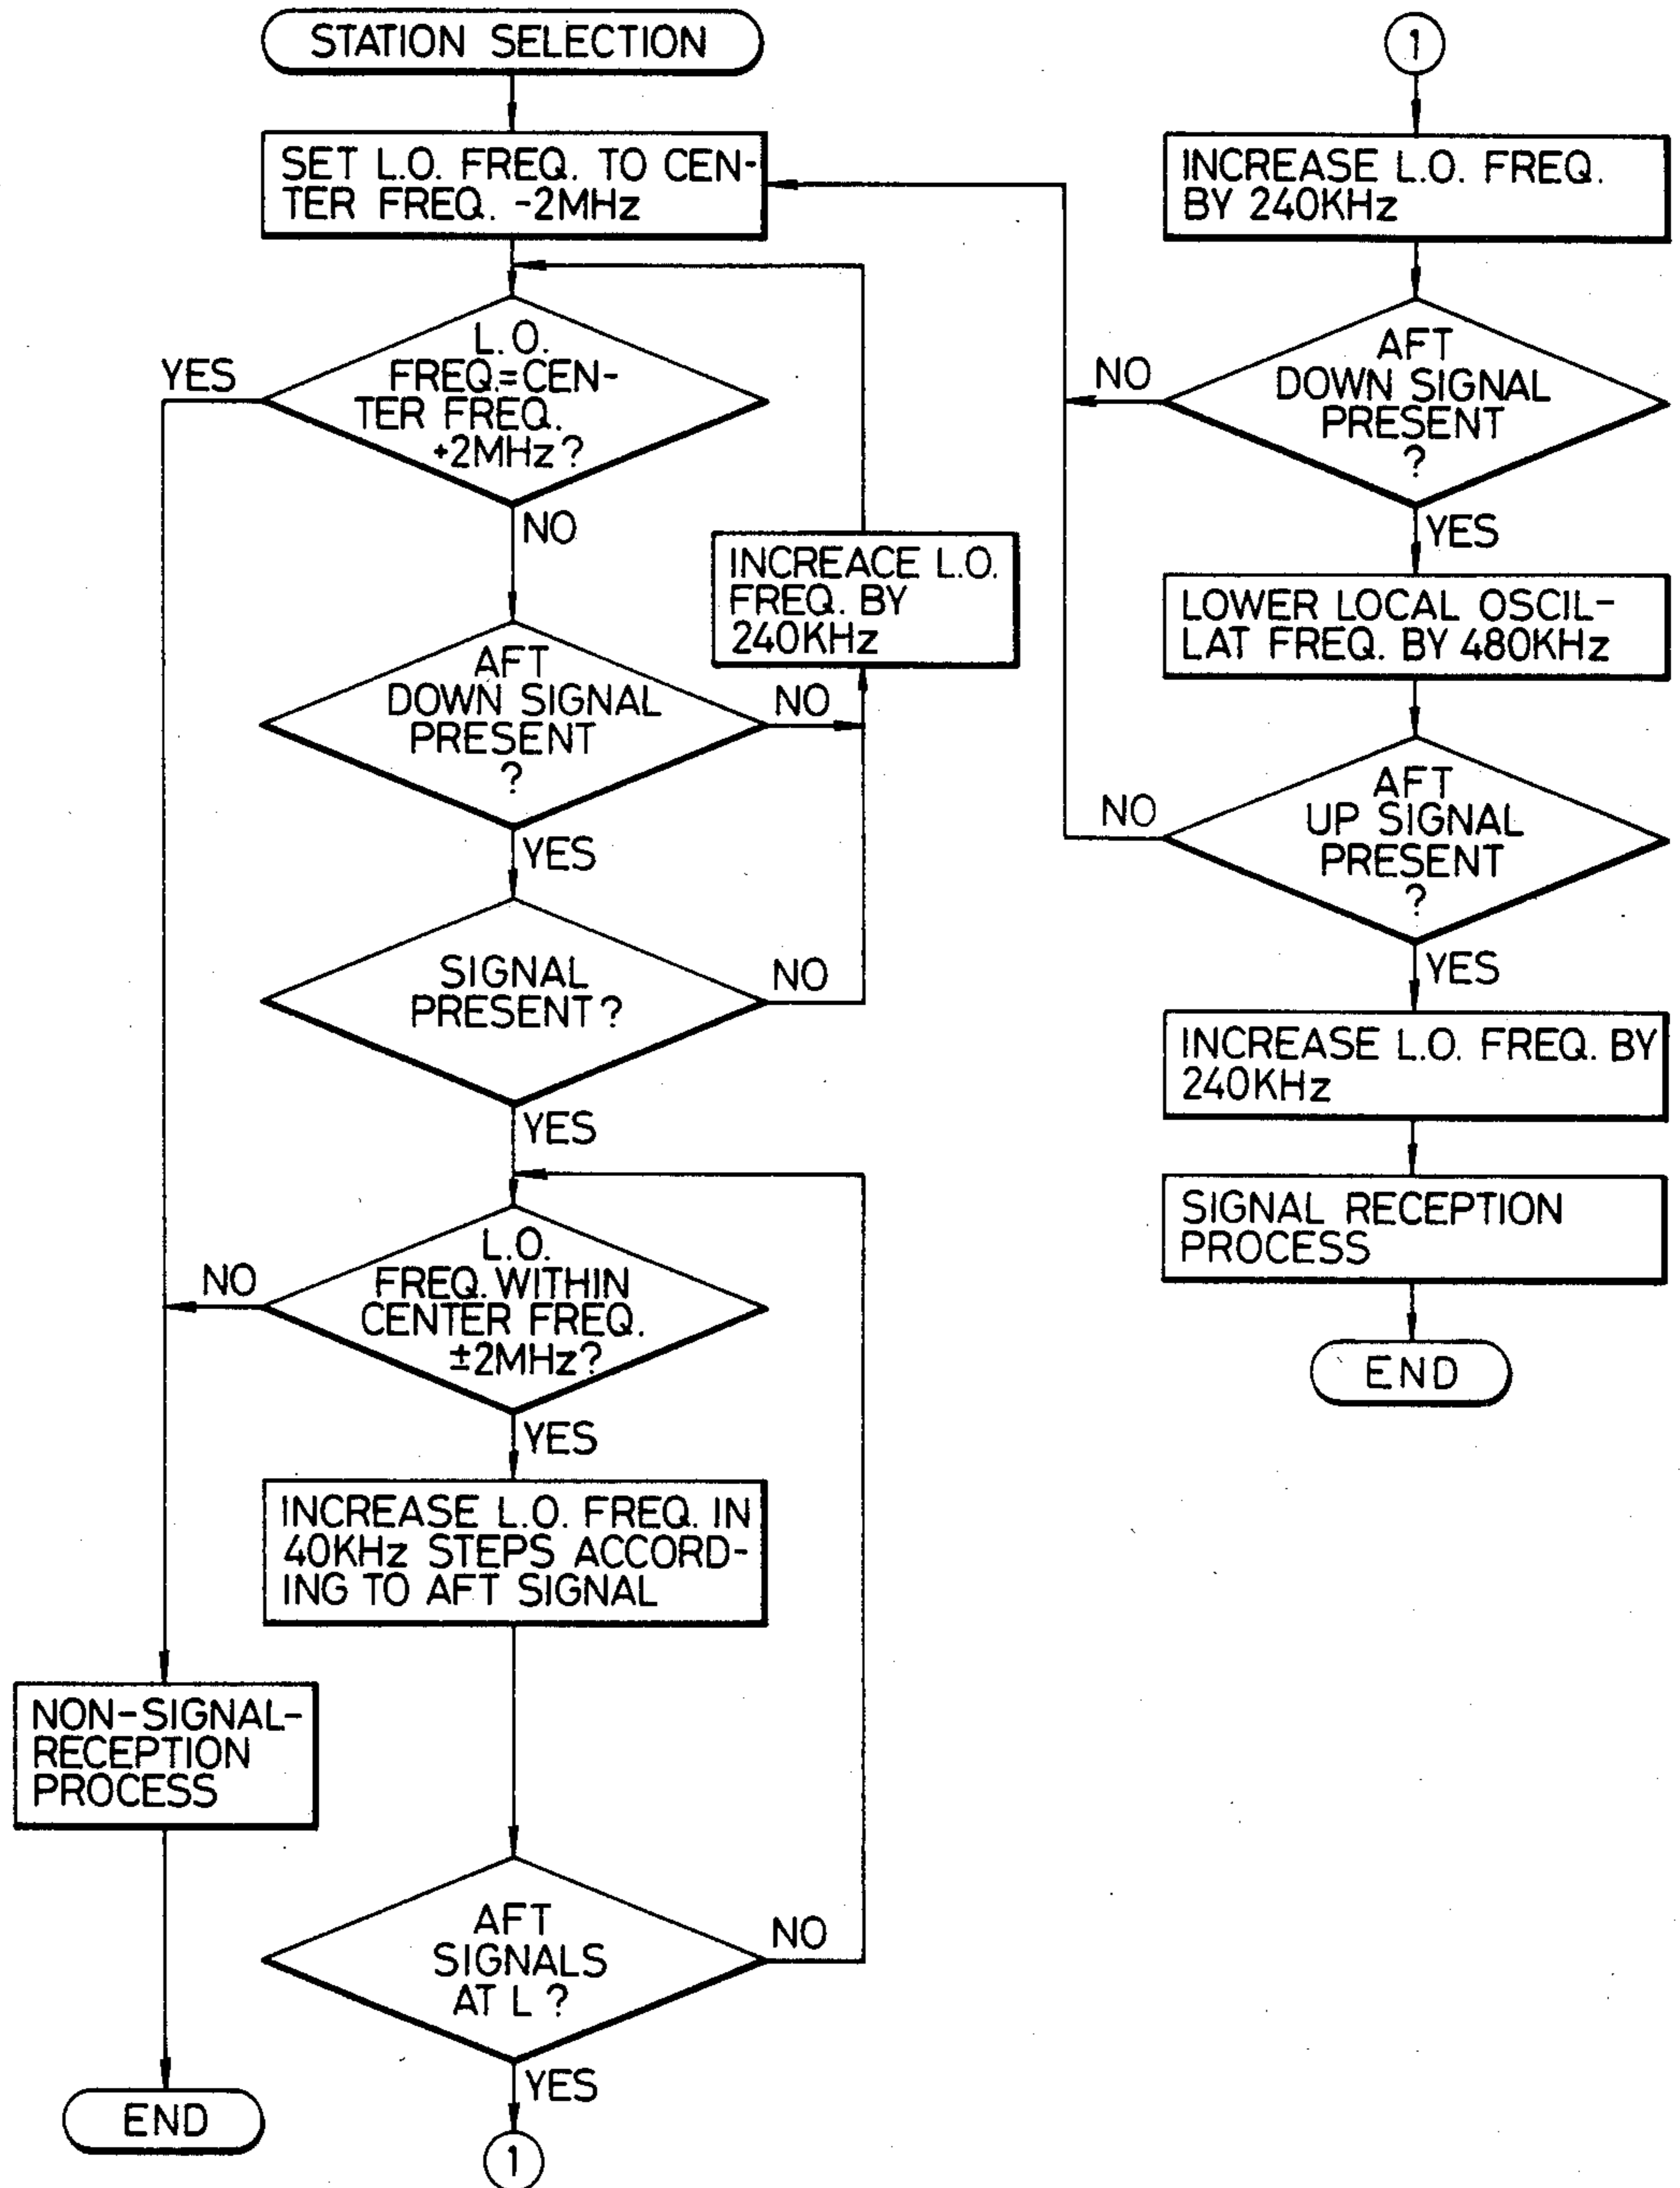 STATION SELECTION
SET L.O. FREQ. TO CEN-
TER FREQ. -2MHz
L.O.
FREQ.=CEN-
TER FREQ.
+2MHz?
YES
NO
INCREACE L.O.
FREQ. BY
240KHz
AFT
DOWN SIGNAL
PRESENT
?
NO
YES
SIGNAL
PRESENT?
NO
YES
L.O.
FREQ. WITHIN
CENTER FREQ.
±2MHz?
NO
YES
INCREASE L.O. FREQ. IN
40KHz STEPS ACCORD-
ING TO AFT SIGNAL
NON-SIGNAL-
RECEPTION
PROCESS
AFT
SIGNALS
AT L?
NO
YES
END
1
1
INCREASE L.O. FREQ.
BY 240KHz
AFT
DOWN SIGNAL
PRESENT
?
NO
YES
LOWER LOCAL OSCIL-
LAT FREQ. BY 480KHz
AFT
UP SIGNAL
PRESENT
?
NO
YES
INCREASE L.O. FREQ. BY
240KHz
SIGNAL RECEPTION
PROCESS
END